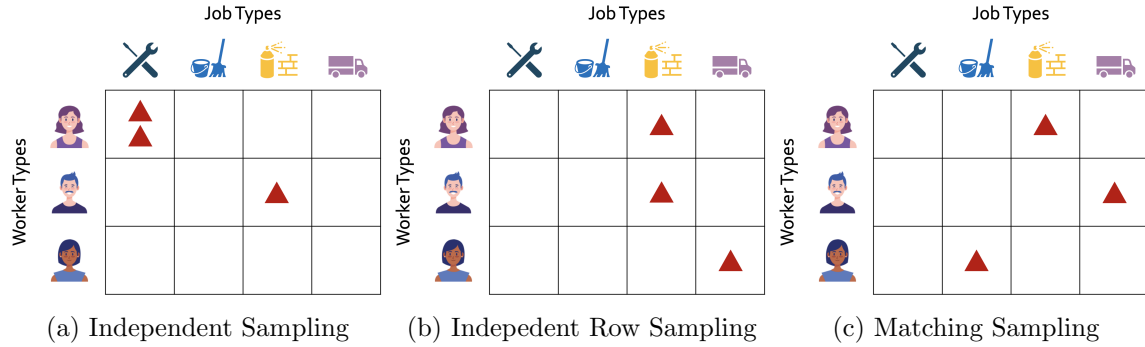 Job Types
Job Types
Job Types
Worker Types
Worker Types
Worker Types
(a) Independent Sampling
(b) Indepedent Row Sampling
(c) Matching Sampling